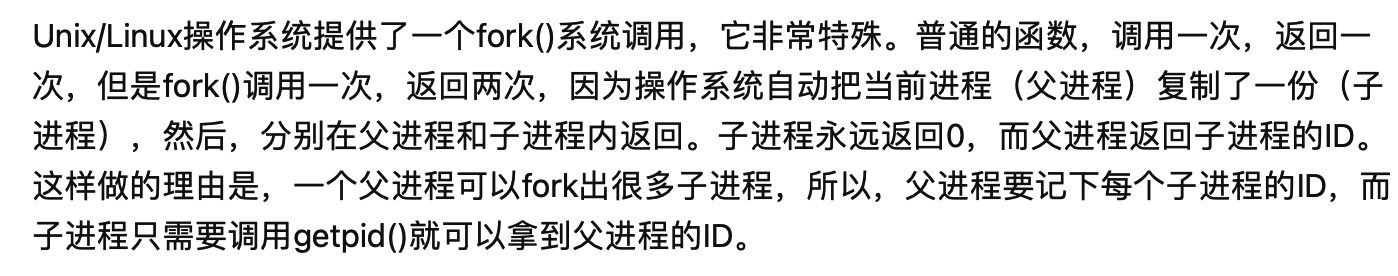 Unix/Linux操作系统提供了一个fork()系统调用，它非常特殊。普通的函数，调用一次，返回一
次，但是fork()调用一次，返回两次，因为操作系统自动把当前进程（父进程）复制了一份（子
进程），然后，分别在父进程和子进程内返回。子进程永远返回0，而父进程返回子进程的ID。
这样做的理由是，一个父进程可以fork出很多子进程，所以，父进程要记下每个子进程的ID，而
子进程只需要调用getpid()就可以拿到父进程的ID。